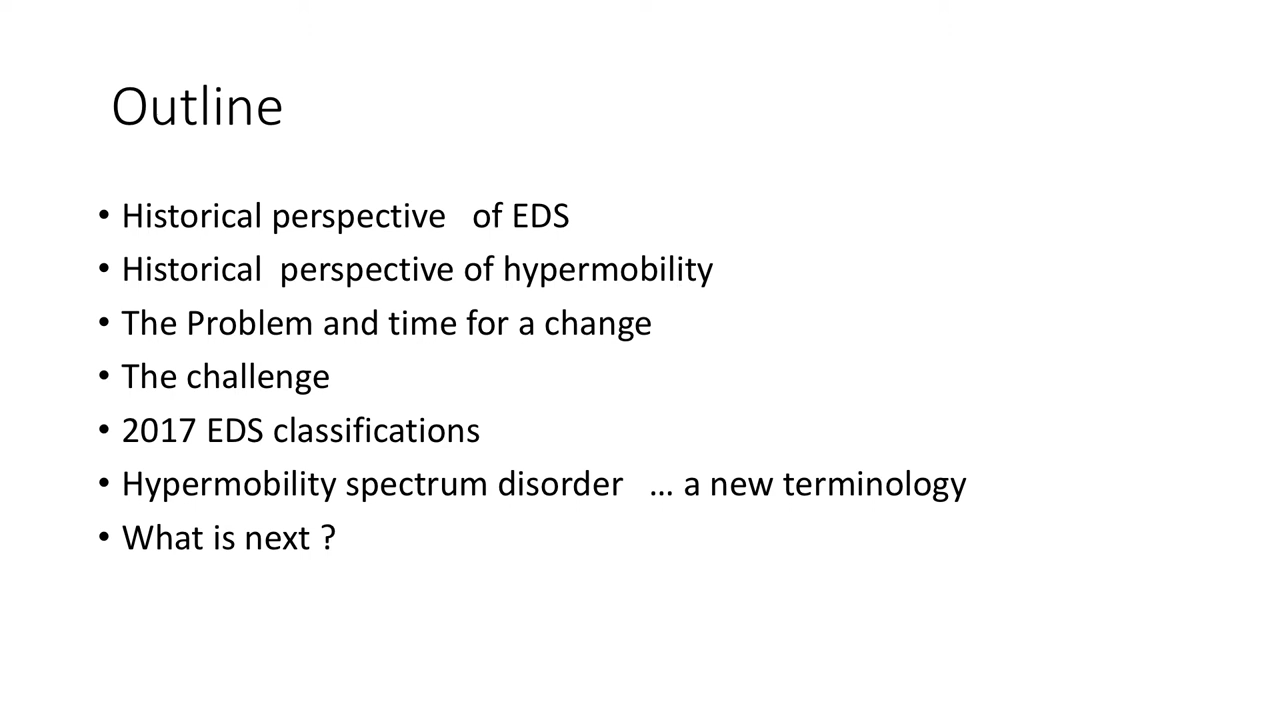 Outline
• Historical perspective   of EDS
• Historical  perspective of hypermobility
• The Problem and time for a change
• The challenge
• 2017 EDS classifications
• Hypermobility spectrum disorder   … a new terminology
• What is next ?